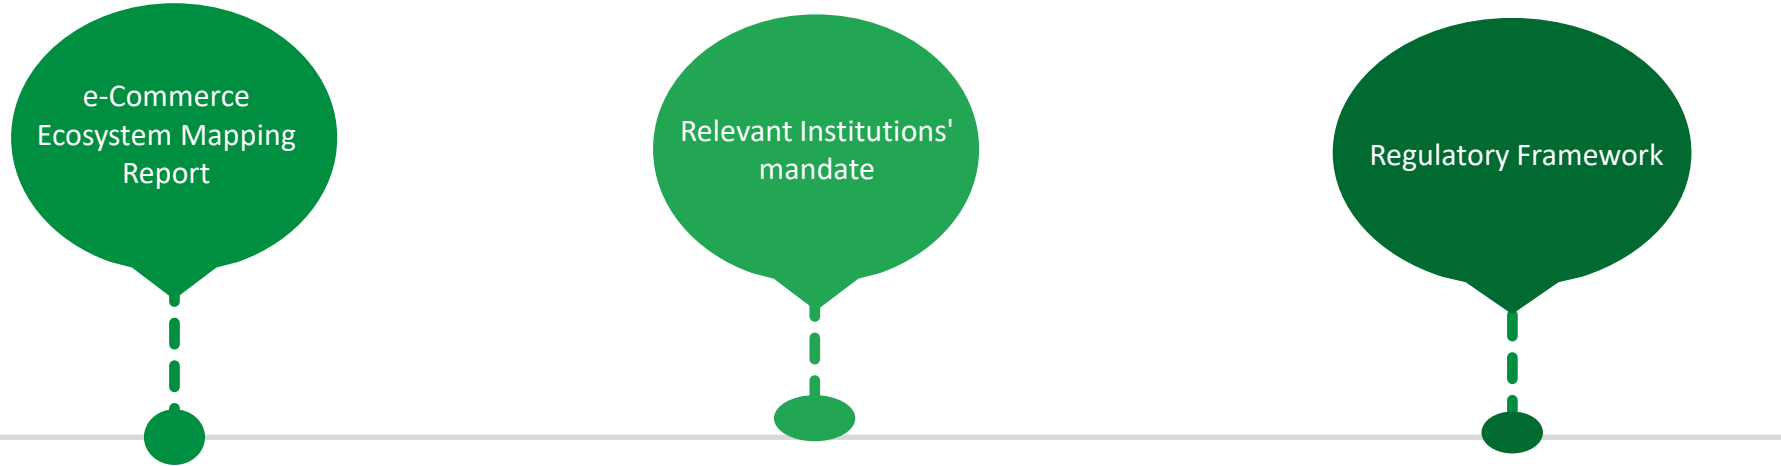 e-Commerce
Ecosystem Mapping
Report
Relevant Institutions'
mandate
Regulatory Framework